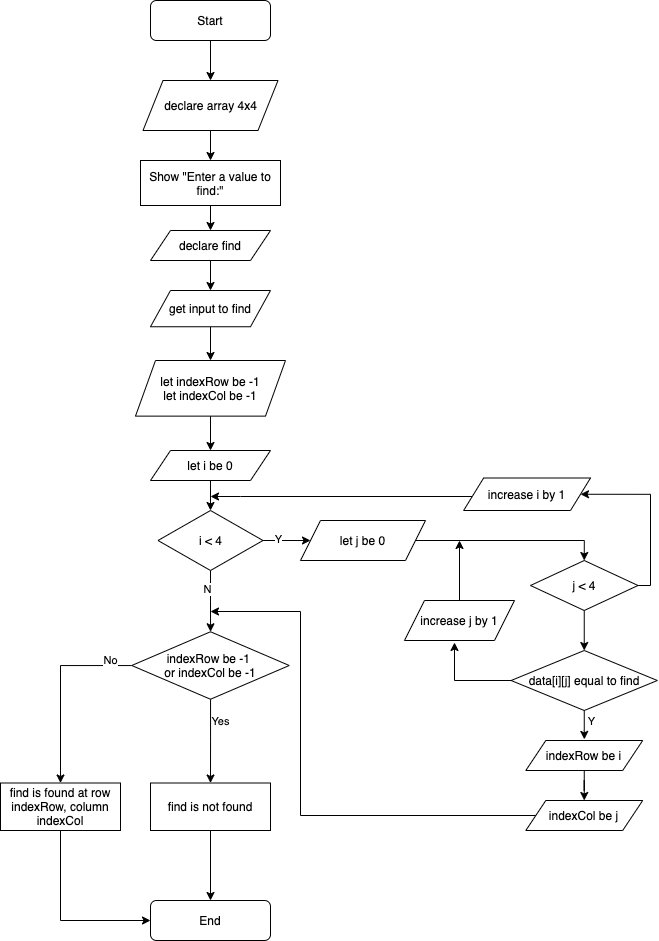 Start
declare array 4x4
Show "Enter a value to
find:"
declare find
get input to find
let indexRow be -1
let indexCol be -1
let i be 0
increase i by 1
i < 4
Y
let j be 0
j < 4
N
increase j by 1
No
indexRow be -1
or indexCol be -1
data[i][j] equal to find
Yes
Y
indexRow be i
find is found at row
indexRow, column
indexCol
find is not found
indexCol be j
End